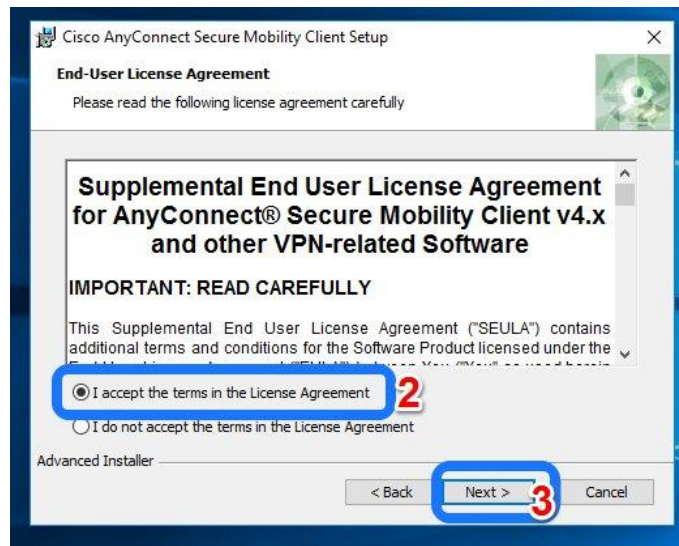 Cisco AnyConnect Secure Mobility Client Setup
End-User License Agreement
Please read the following license agreement carefully
Supplemental End User License Agreement
for AnyConnect® Secure Mobility Client v4.x
and other VPN-related Software
IMPORTANT: READ CAREFULLY
This Supplemental End User License Agreement ("SEULA") contains
additional terms and conditions for the Software Product licensed under the
I accept the terms in the License Agreement 2
I do not accept the terms in the License Agreement
Advanced Installer
< Back Next > 3 Cancel